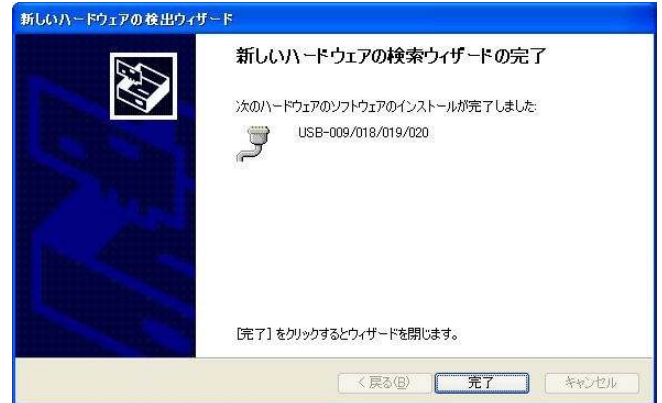 新しいハードウェアの検出ウィザード
新しいハードウェアの検索ウィザードの完了
次のハードウェアのソフトウェアのインストールが完了しました:
USB-009/018/019/020
[完了] をクリックするとウィザードを閉じます。
< 戻る(B)
完了
キャンセル